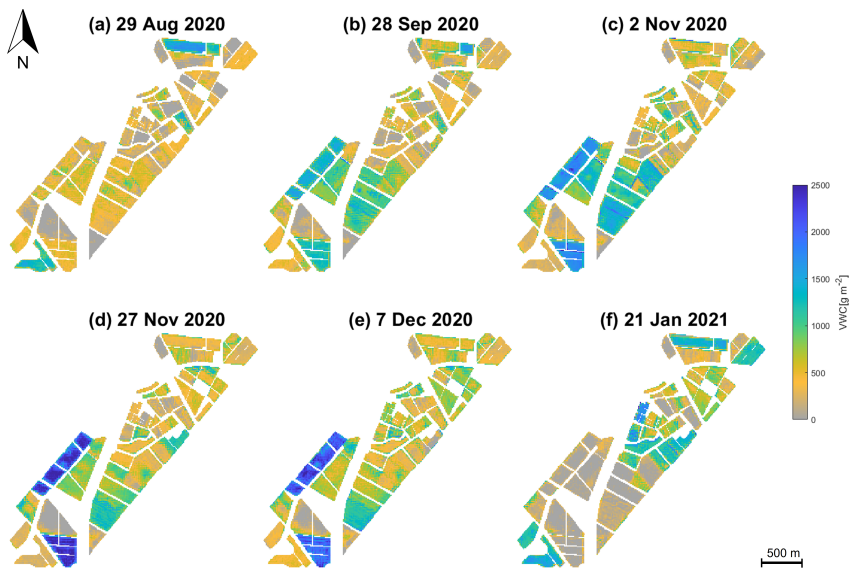 (a) 29 Aug 2020
(b) 28 Sep 2020
(c) 2 Nov 2020
N
2500
2000
1500
1000
500
0
VWC[g m⁻²]
(d) 27 Nov 2020
(e) 7 Dec 2020
(f) 21 Jan 2021
500 m